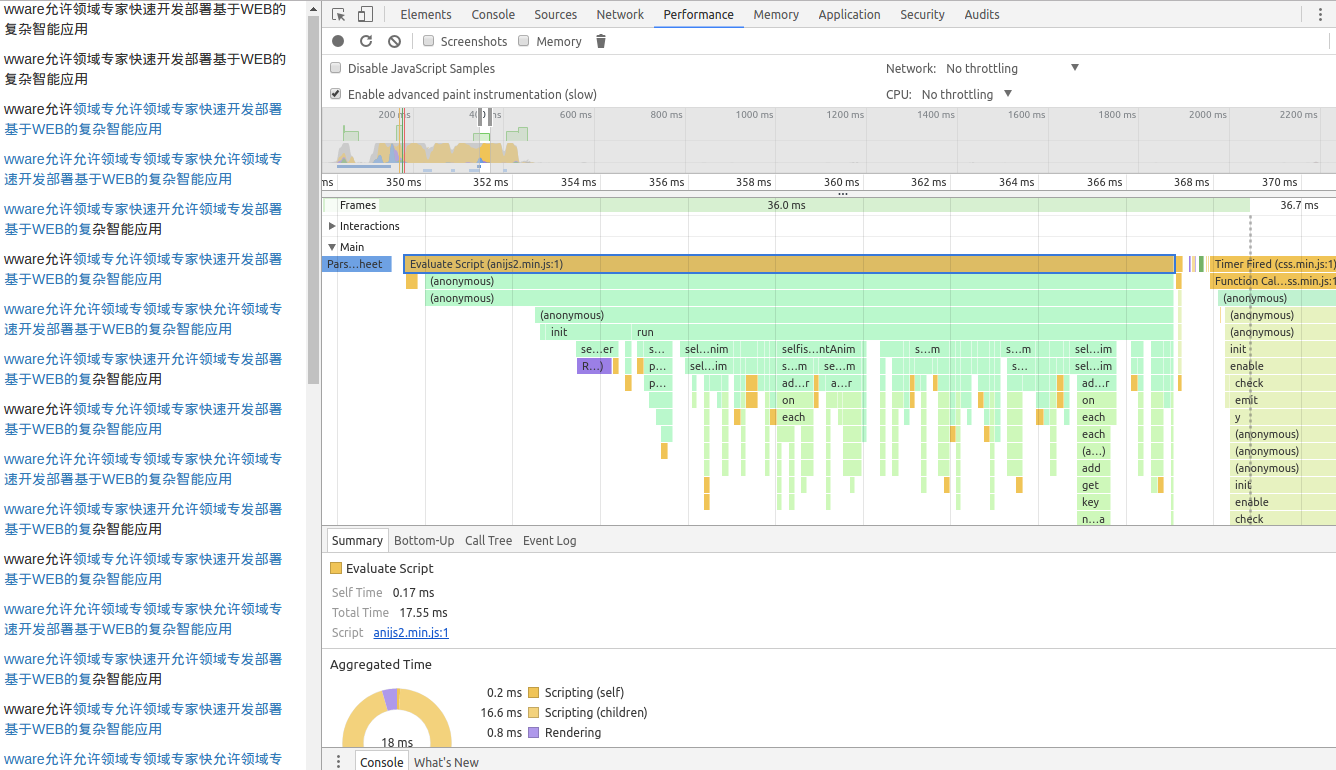 wware允许领域专家快速开发部署基于WEB的
复杂智能应用
wware允许领域专家快速开发部署基于WEB的
复杂智能应用
wware允许领域专允许领域专家快速开发部署
基于WEB的复杂智能应用
wware允许允许领域专领域专家快允许领域专
速开发部署基于WEB的复杂智能应用
wware允许领域专家快速开允许领域专发部署
基于WEB的复杂智能应用
wware允许领域专允许领域专家快速开发部署
基于WEB的复杂智能应用
wware允许允许领域专领域专家快允许领域专
速开发部署基于WEB的复杂智能应用
wware允许领域专家快速开允许领域专发部署
基于WEB的复杂智能应用
wware允许领域专允许领域专家快速开发部署
基于WEB的复杂智能应用
wware允许允许领域专领域专家快允许领域专
速开发部署基于WEB的复杂智能应用
wware允许领域专家快速开允许领域专发部署
基于WEB的复杂智能应用
wware允许领域专允许领域专家快速开发部署
基于WEB的复杂智能应用
wware允许允许领域专领域专家快允许领域专
速开发部署基于WEB的复杂智能应用
wware允许领域专家快速开允许领域专发部署
基于WEB的复杂智能应用
wware允许领域专允许领域专家快速开发部署
基于WEB的复杂智能应用
wware允许允许领域专领域专家快允许领域专
Elements Console Sources Network Performance Memory Application Security Audits
Screenshots Memory
Disable JavaScript Samples Network: No throttling
Enable advanced paint instrumentation (slow) CPU: No throttling
200 ms 600 ms 800 ms 1000 ms 1200 ms 1400 ms 1600 ms 1800 ms 2000 ms 2200 ms
ms 350 ms 352 ms 354 ms 356 ms 358 ms 360 ms 362 ms 364 ms 366 ms 368 ms 370 ms
Frames 36.0 ms 36.7 ms
Interactions
Main
Pars...heet Evaluate Script (anijs2.min.js:1) Timer Fired (css.min.js:1)
(anonymous) Function Cal...ss.min.js:1
(anonymous) (anonymous)
(anonymous) (anonymous)
init run (anonymous)
se...er s... sel...nim selfis...ntAnim s...m s...m sel...im init
R...) p... sel...im s...m se...m s... sel...im enable
p... ad...r a...r ad...r check
on on emit
each each y
each (anonymous)
(a...) (anonymous)
add (anonymous)
get init
key enable
n...a check
Summary Bottom-Up Call Tree Event Log
Evaluate Script
Self Time 0.17 ms
Total Time 17.55 ms
Script anijs2.min.js:1
Aggregated Time
0.2 ms Scripting (self)
16.6 ms Scripting (children)
0.8 ms Rendering
18 ms
Console What's New